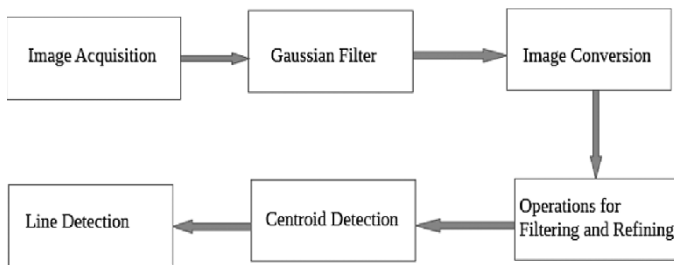 Image Acquisition
Gaussian Filter
Image Conversion
Operations for
Filtering and Refining
Centroid Detection
Line Detection